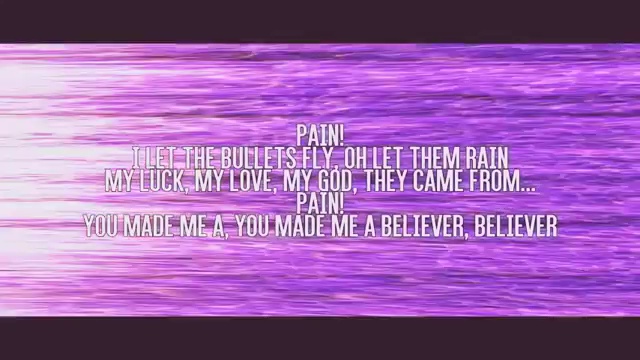 PAIN!
I LET THE BULLETS FLY, OH LET THEM RAIN
MY LUCK, MY LOVE, MY GOD, THEY CAME FROM...
PAIN!
YOU MADE ME A, YOU MADE ME A BELIEVER, BELIEVER